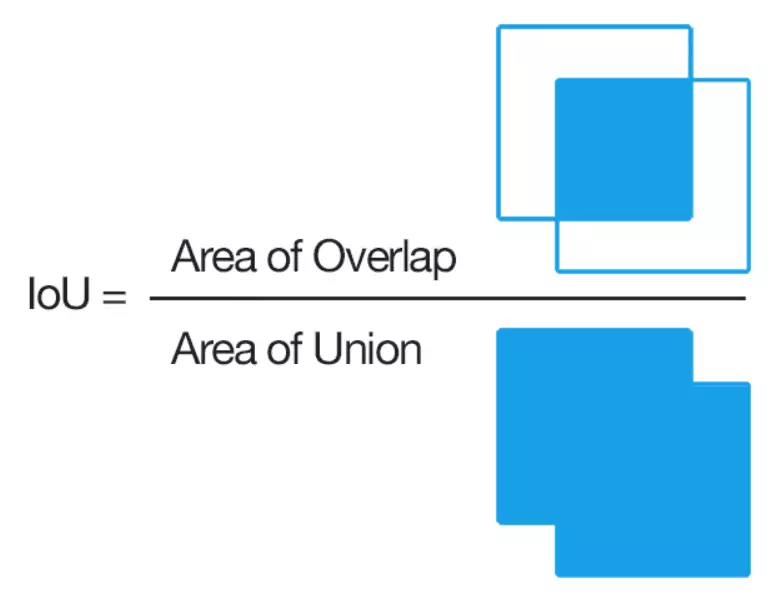 Area of Overlap
IoU =
Area of Union